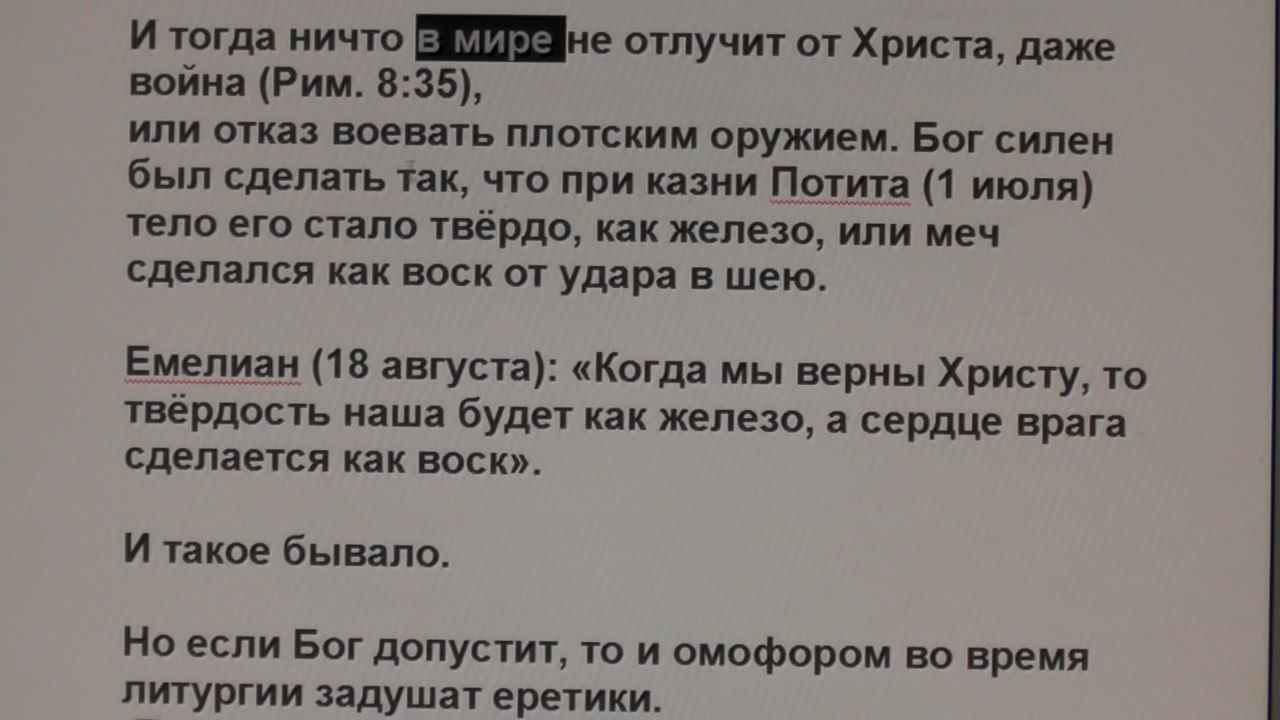 И тогда ничто в мире не отлучит от Христа, даже
война (Рим. 8:35),
или отказ воевать плотским оружием. Бог силен
был сделать так, что при казни Потита (1 июля)
тело его стало твёрдо, как железо, или меч
сделался как воск от удара в шею.
Емелиан (18 августа): «Когда мы верны Христу, то
твёрдость наша будет как железо, а сердце врага
сделается как воск».
И такое бывало.
Но если Бог допустит, то и омофором во время
литургии задушат еретики.